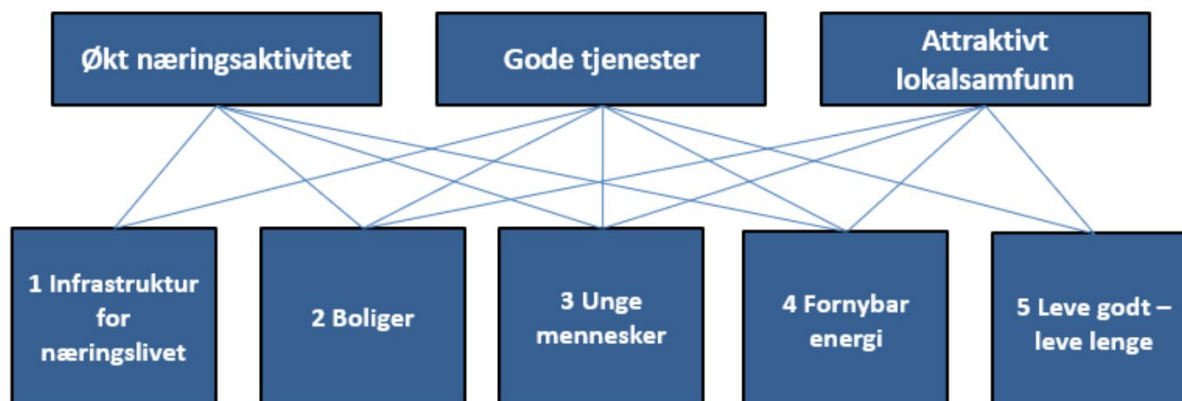 Økt næringsaktivitet
Gode tjenester
Attraktivt
lokalsamfunn
1 Infrastruktur
for
næringslivet
2 Boliger
3 Unge
mennesker
4 Fornybar
energi
5 Leve godt –
leve lenge